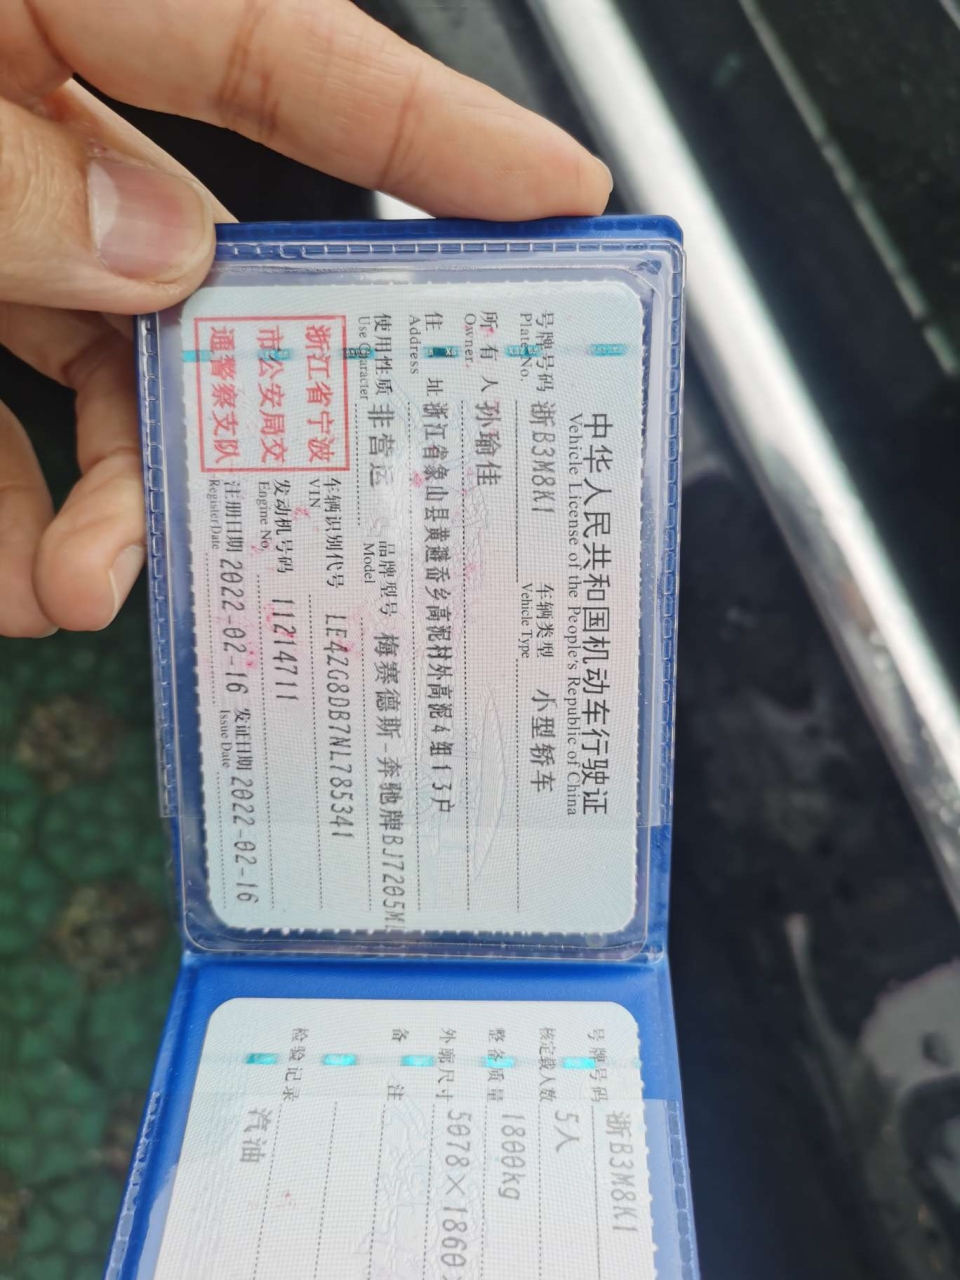 中华人民共和国机动车行驶证
Vehicle License of the People's Republic of China
号牌号码 浙B3M8K1 车辆类型 小型轿车
Plate No. Vehicle Type
所有人 孙瑜佳
Owner
住址 浙江省象山县黄避岙乡高泥村外高泥4组13户
Address
使用性质 非营运 品牌型号 梅赛德斯-奔驰牌BJ7205M
Use Character Model
浙江省宁波
市公安局交
通警察支队
车辆识别代号 LE4ZG8DB7NL785341
VIN
发动机号码 11214711
Engine No.
注册日期 2022-02-16 发证日期 2022-02-16
Register Date Issue Date
号牌号码 浙B3M8K1
核定载人数 5人
整备质量 1800kg
外廓尺寸 5078×1860
备注
检验记录
汽油